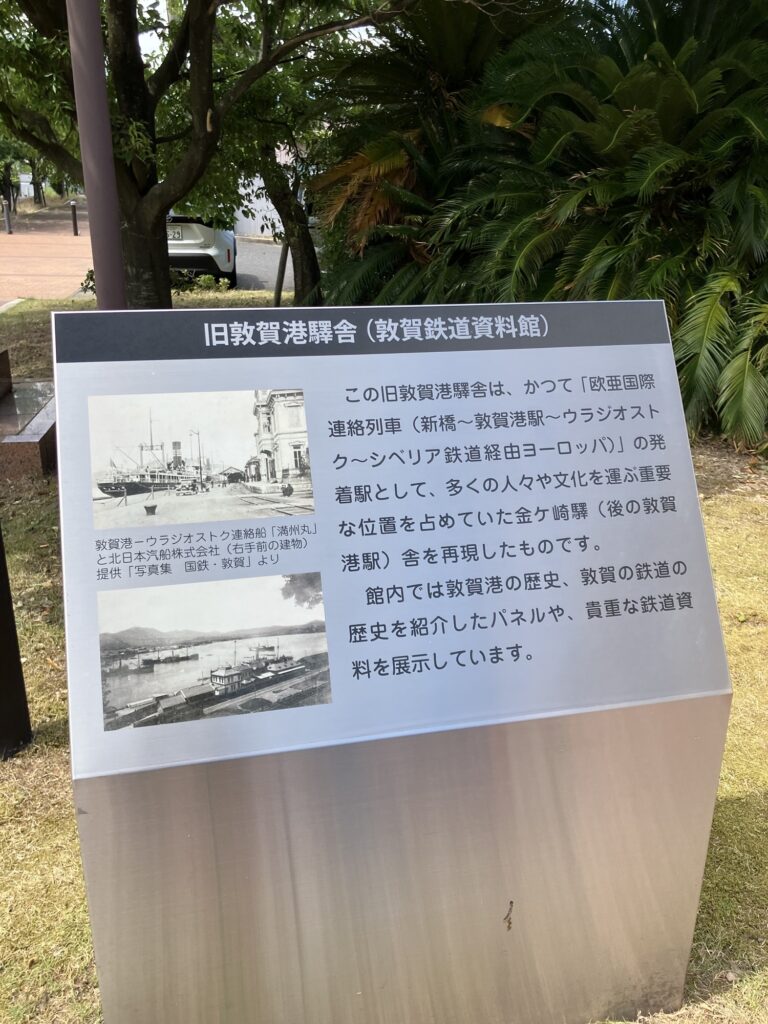 旧敦賀港驛舎（敦賀鉄道資料館）
この旧敦賀港驛舎は、かつて「欧亜国際
連絡列車（新橋～敦賀港駅～ウラジオスト
ク～シベリア鉄道経由ヨーロッパ）」の発
着駅として、多くの人々や文化を運ぶ重要
な位置を占めていた金ケ崎驛（後の敦賀
港駅）舎を再現したものです。
館内では敦賀港の歴史、敦賀の鉄道の
歴史を紹介したパネルや、貴重な鉄道資
料を展示しています。
敦賀港－ウラジオストク連絡船「満州丸」
と北日本汽船株式会社（右手前の建物）
提供「写真集　国鉄・敦賀」より